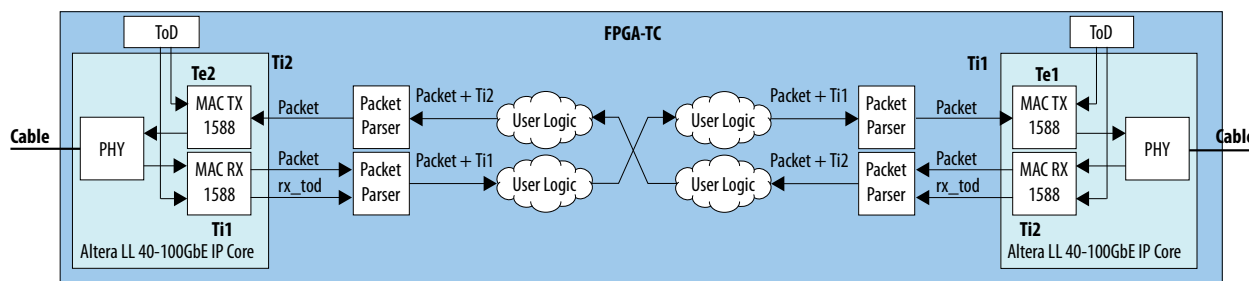 FPGA-TC
ToD
ToD
Ti2
Ti1
Te2
Te1
MAC TX
1588
Packet
Packet
Parser
Packet + Ti2
User Logic
User Logic
Packet + Ti1
Packet
Parser
Packet
MAC TX
1588
Cable
PHY
PHY
Cable
MAC RX
1588
Packet
rx_tod
Packet
Parser
Packet + Ti1
User Logic
User Logic
Packet + Ti2
Packet
Parser
Packet
rx_tod
MAC RX
1588
Ti1
Ti2
Altera LL 40-100GbE IP Core
Altera LL 40-100GbE IP Core